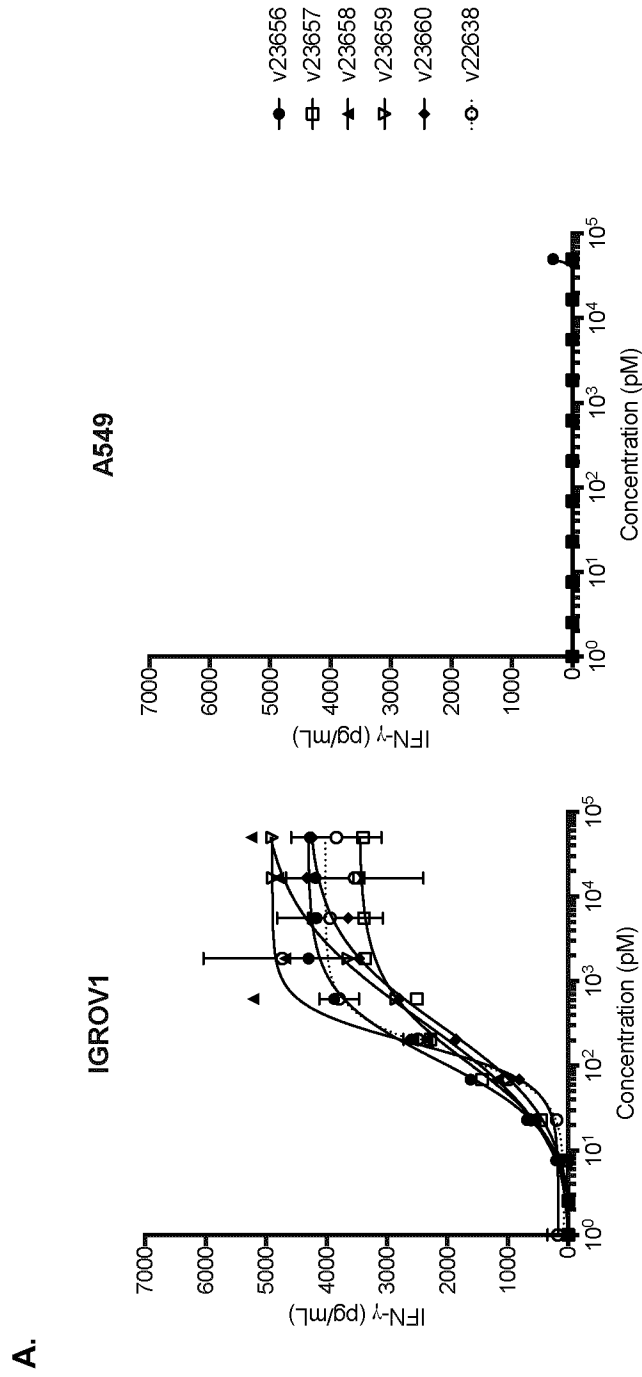 A.
IGROV1
IFN-γ (pg/mL)
7000
6000
5000
4000
3000
2000
1000
0
10⁰
10¹
10²
10³
10⁴
10⁵
Concentration (pM)
A549
IFN-γ (pg/mL)
7000
6000
5000
4000
3000
2000
1000
0
10⁰
10¹
10²
10³
10⁴
10⁵
Concentration (pM)
v23656
v23657
v23658
v23659
v23660
v22638